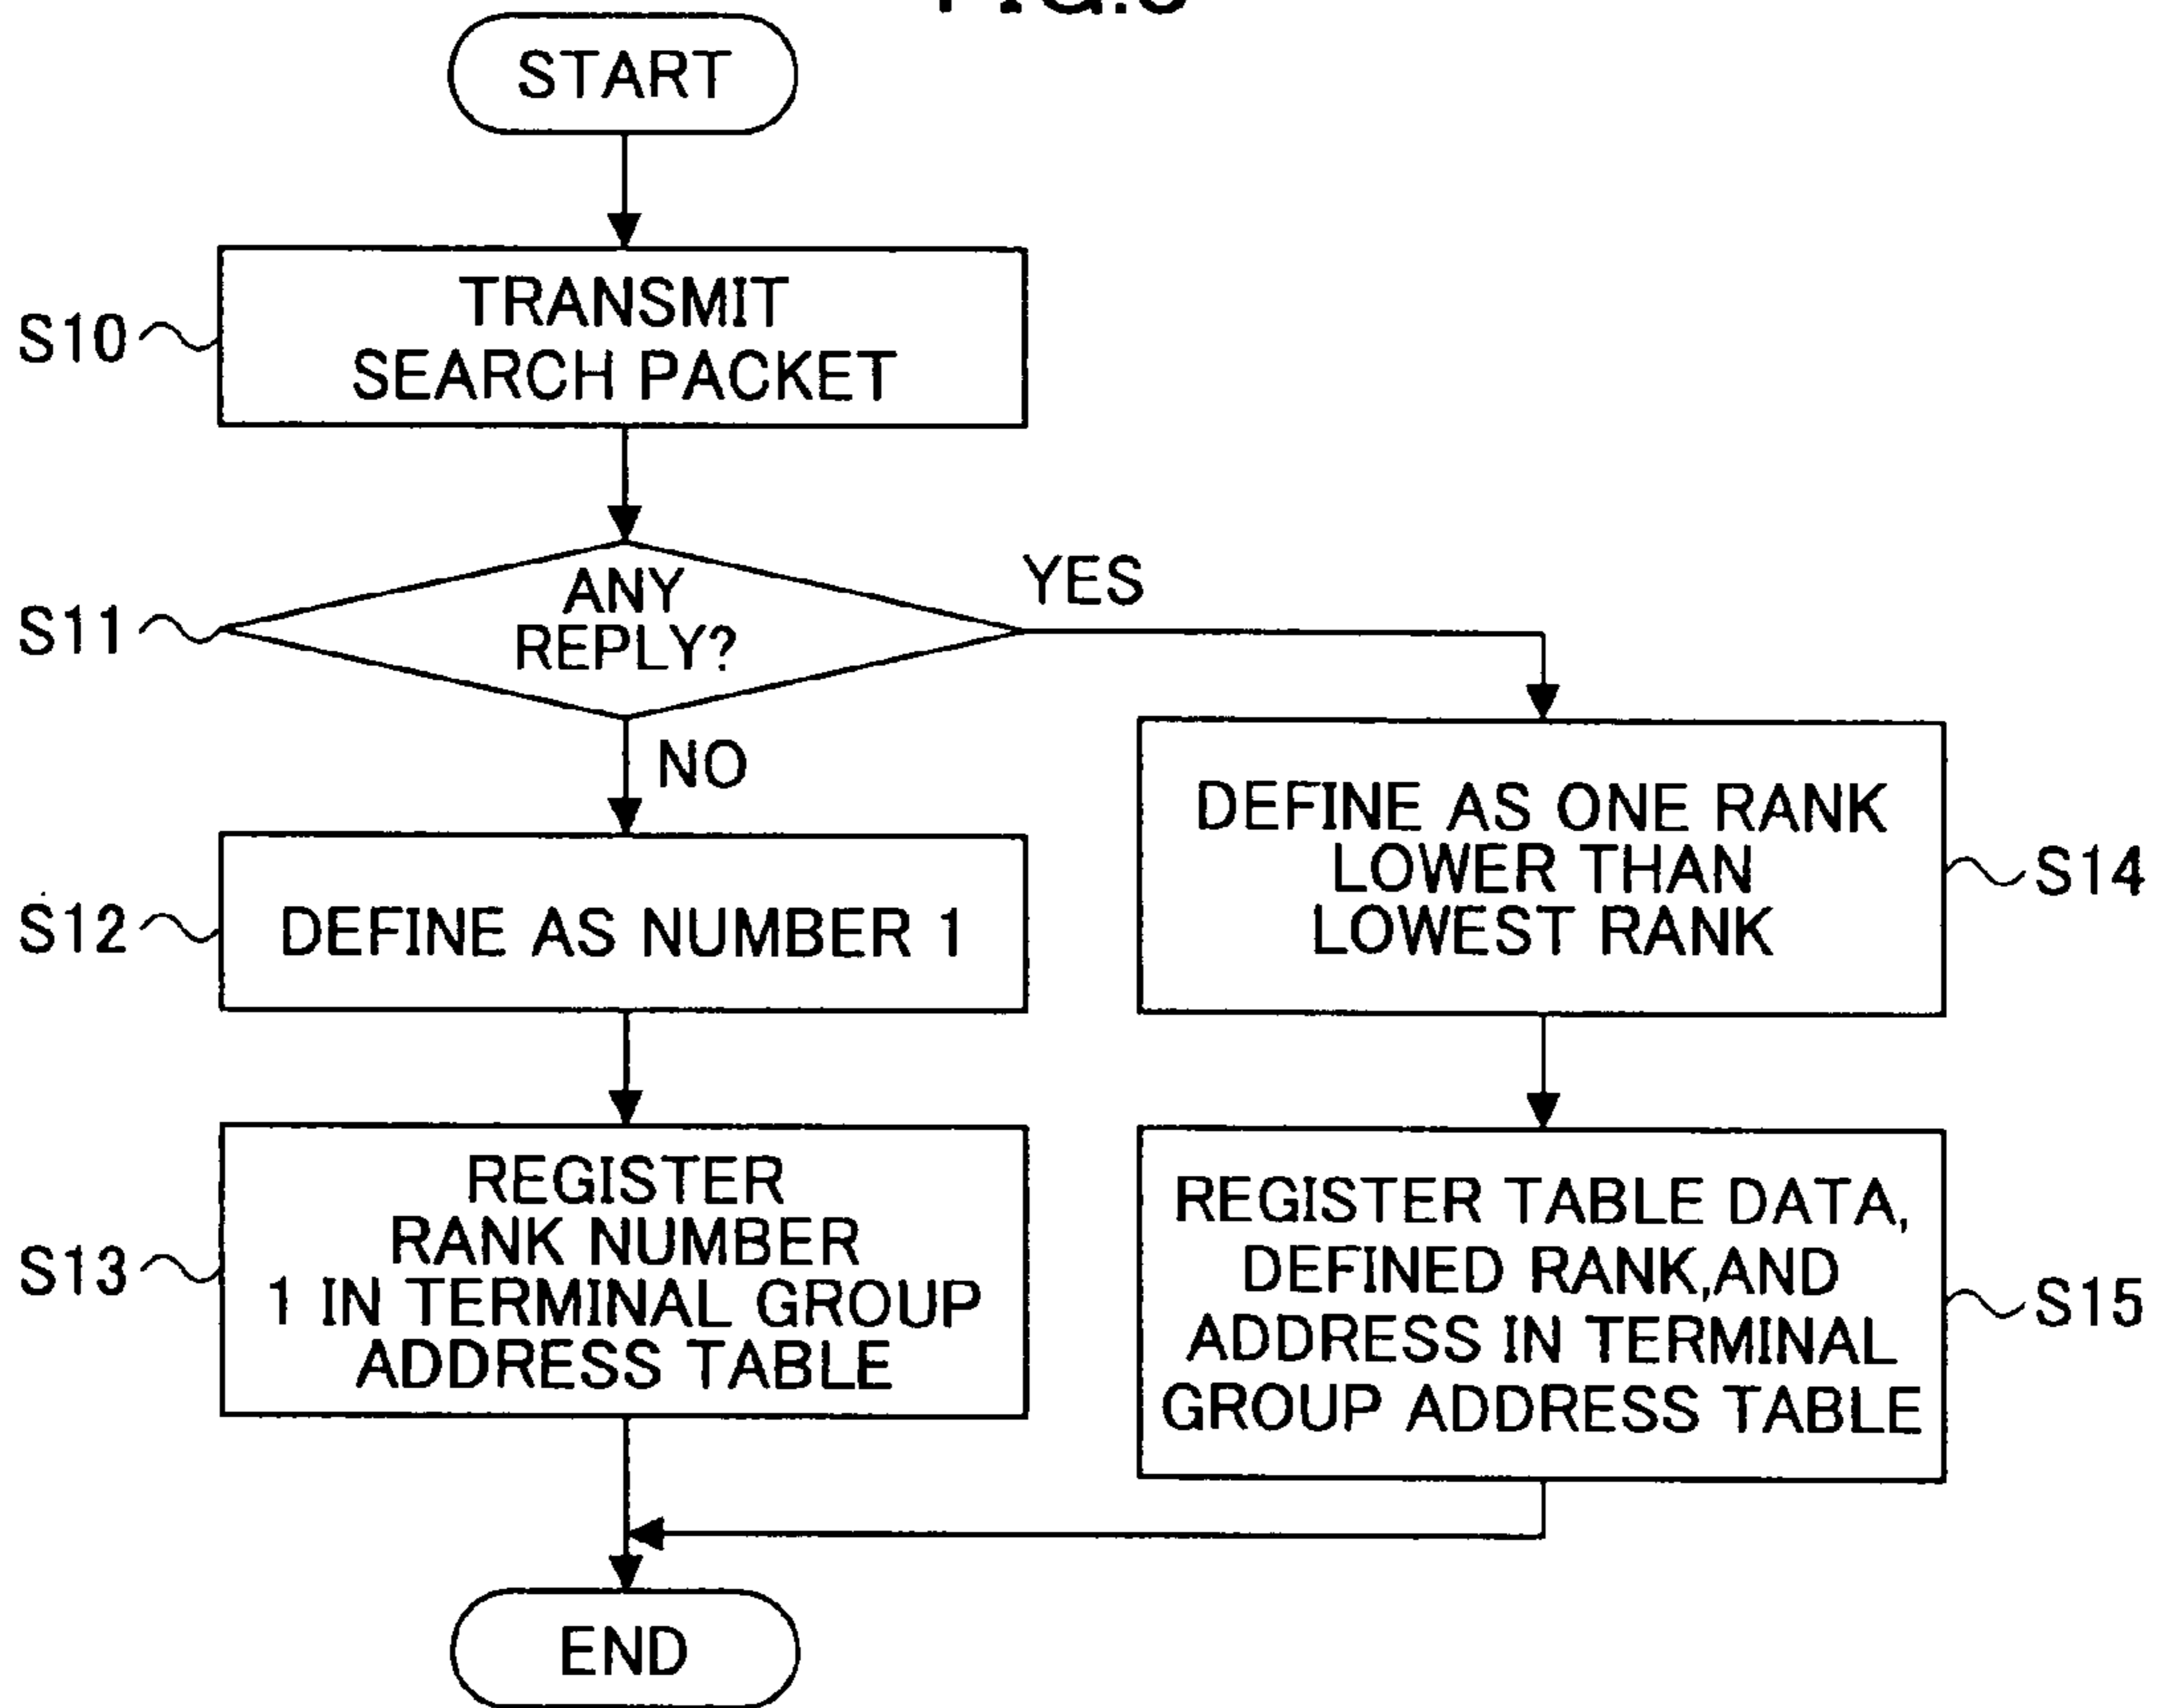 START
S10
TRANSMIT
SEARCH PACKET
S11
ANY
REPLY?
YES
NO
S12
DEFINE AS NUMBER 1
DEFINE AS ONE RANK
LOWER THAN
LOWEST RANK
S14
S13
REGISTER
RANK NUMBER
1 IN TERMINAL GROUP
ADDRESS TABLE
REGISTER TABLE DATA,
DEFINED RANK,AND
ADDRESS IN TERMINAL
GROUP ADDRESS TABLE
S15
END